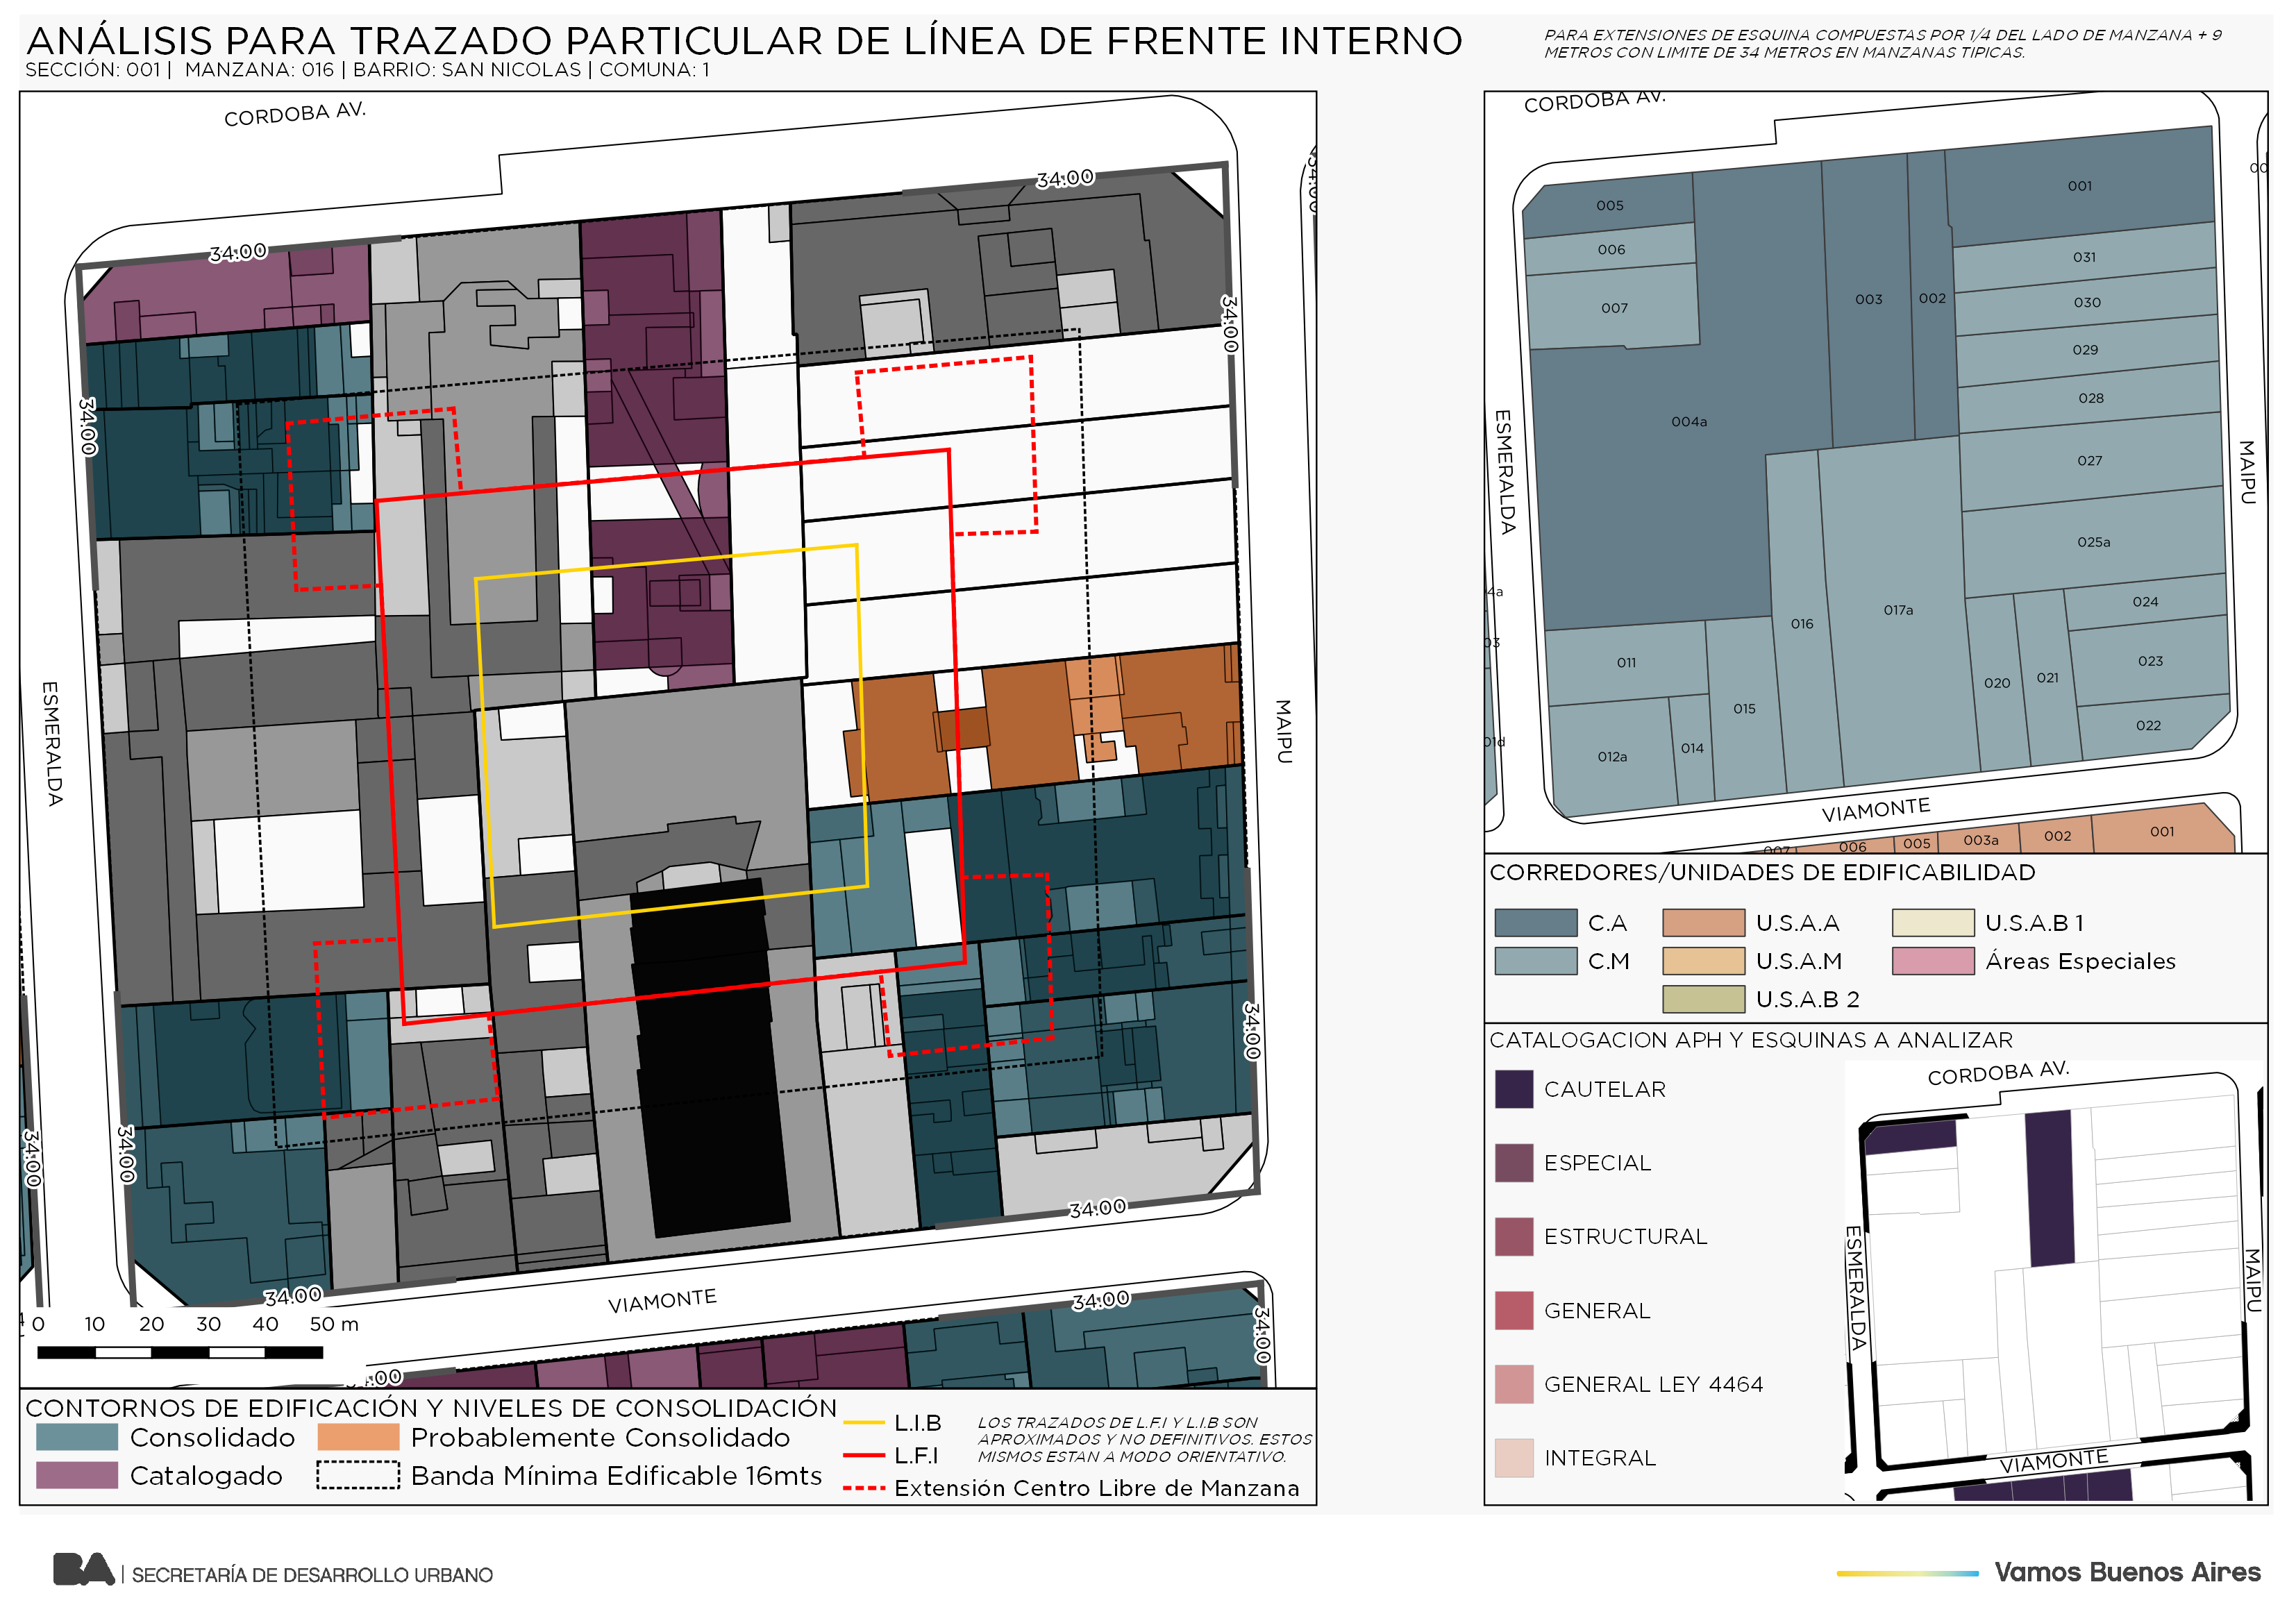 ANÁLISIS PARA TRAZADO PARTICULAR DE LÍNEA DE FRENTE INTERNO
SECCIÓN: 001 | MANZANA: 016 | BARRIO: SAN NICOLAS | COMUNA: 1
PARA EXTENSIONES DE ESQUINA COMPUESTAS POR 1/4 DEL LADO DE MANZANA + 9
METROS CON LIMITE DE 34 METROS EN MANZANAS TIPICAS.
CORDOBA AV.
34.00
34.00
34.00
34.00
ESMERALDA
MAIPU
34.00
34.00
34.00
34.00
34.00
VIAMONTE
34.00
34.00
0 10 20 30 40 50 m
CONTORNOS DE EDIFICACIÓN Y NIVELES DE CONSOLIDACIÓN
Consolidado
Probablemente Consolidado
Catalogado
Banda Mínima Edificable 16mts
L.I.B
L.F.I
Extensión Centro Libre de Manzana
LOS TRAZADOS DE L.F.I Y L.I.B SON
APROXIMADOS Y NO DEFINITIVOS. ESTOS
MISMOS ESTAN A MODO ORIENTATIVO.
CORDOBA AV.
005
001
006
031
007
003
002
030
029
028
004a
027
025a
ESMERALDA
MAIPU
024
017a
016
011
023
021
020
015
022
014
012a
VIAMONTE
006
005
003a
002
001
CORREDORES/UNIDADES DE EDIFICABILIDAD
C.A
U.S.A.A
U.S.A.B 1
C.M
U.S.A.M
Áreas Especiales
U.S.A.B 2
CATALOGACION APH Y ESQUINAS A ANALIZAR
CAUTELAR
ESPECIAL
ESTRUCTURAL
GENERAL
GENERAL LEY 4464
INTEGRAL
CORDOBA AV.
ESMERALDA
MAIPU
VIAMONTE
BA | SECRETARÍA DE DESARROLLO URBANO
Vamos Buenos Aires